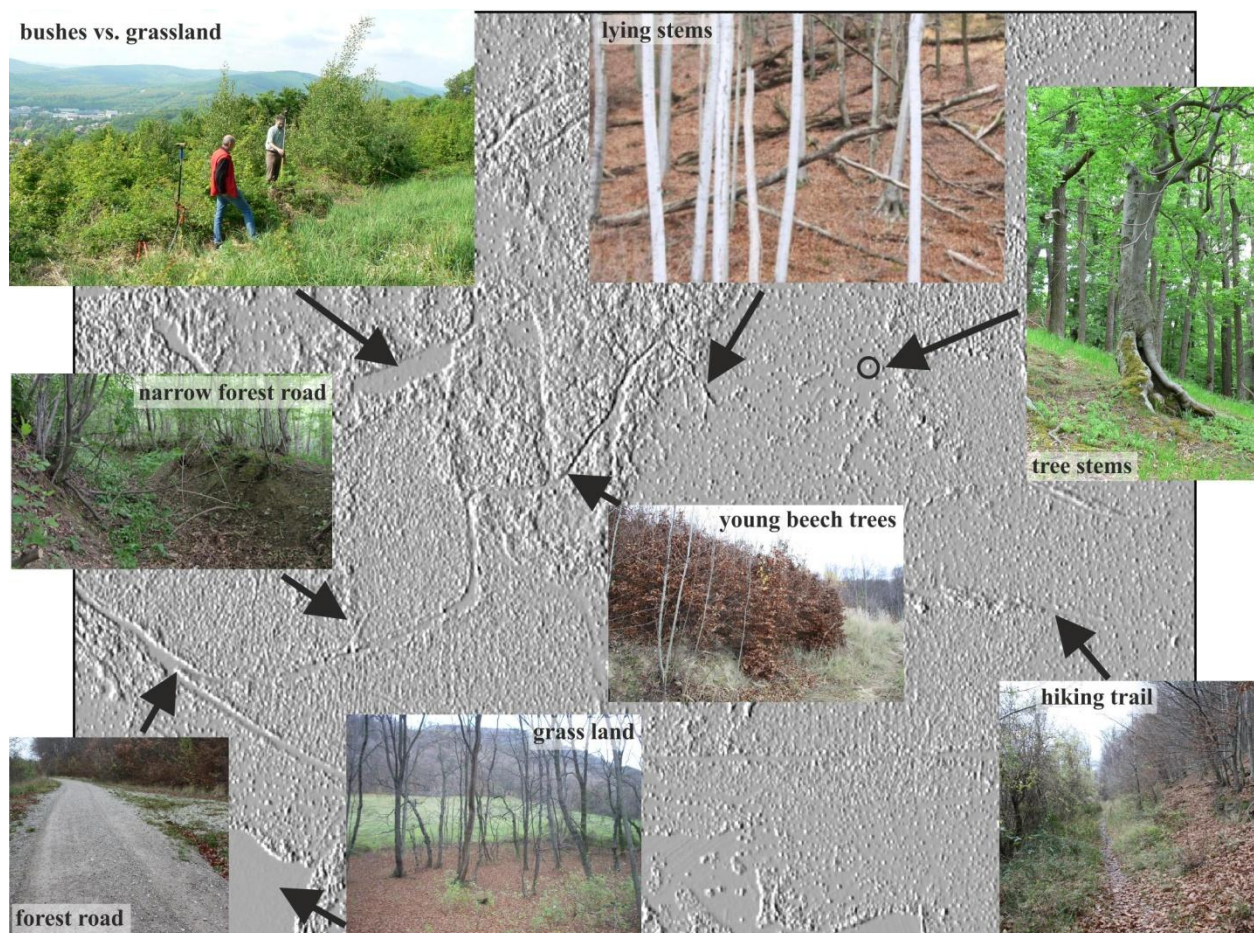 bushes vs. grassland
lying stems
tree stems
narrow forest road
young beech trees
hiking trail
grass land
forest road